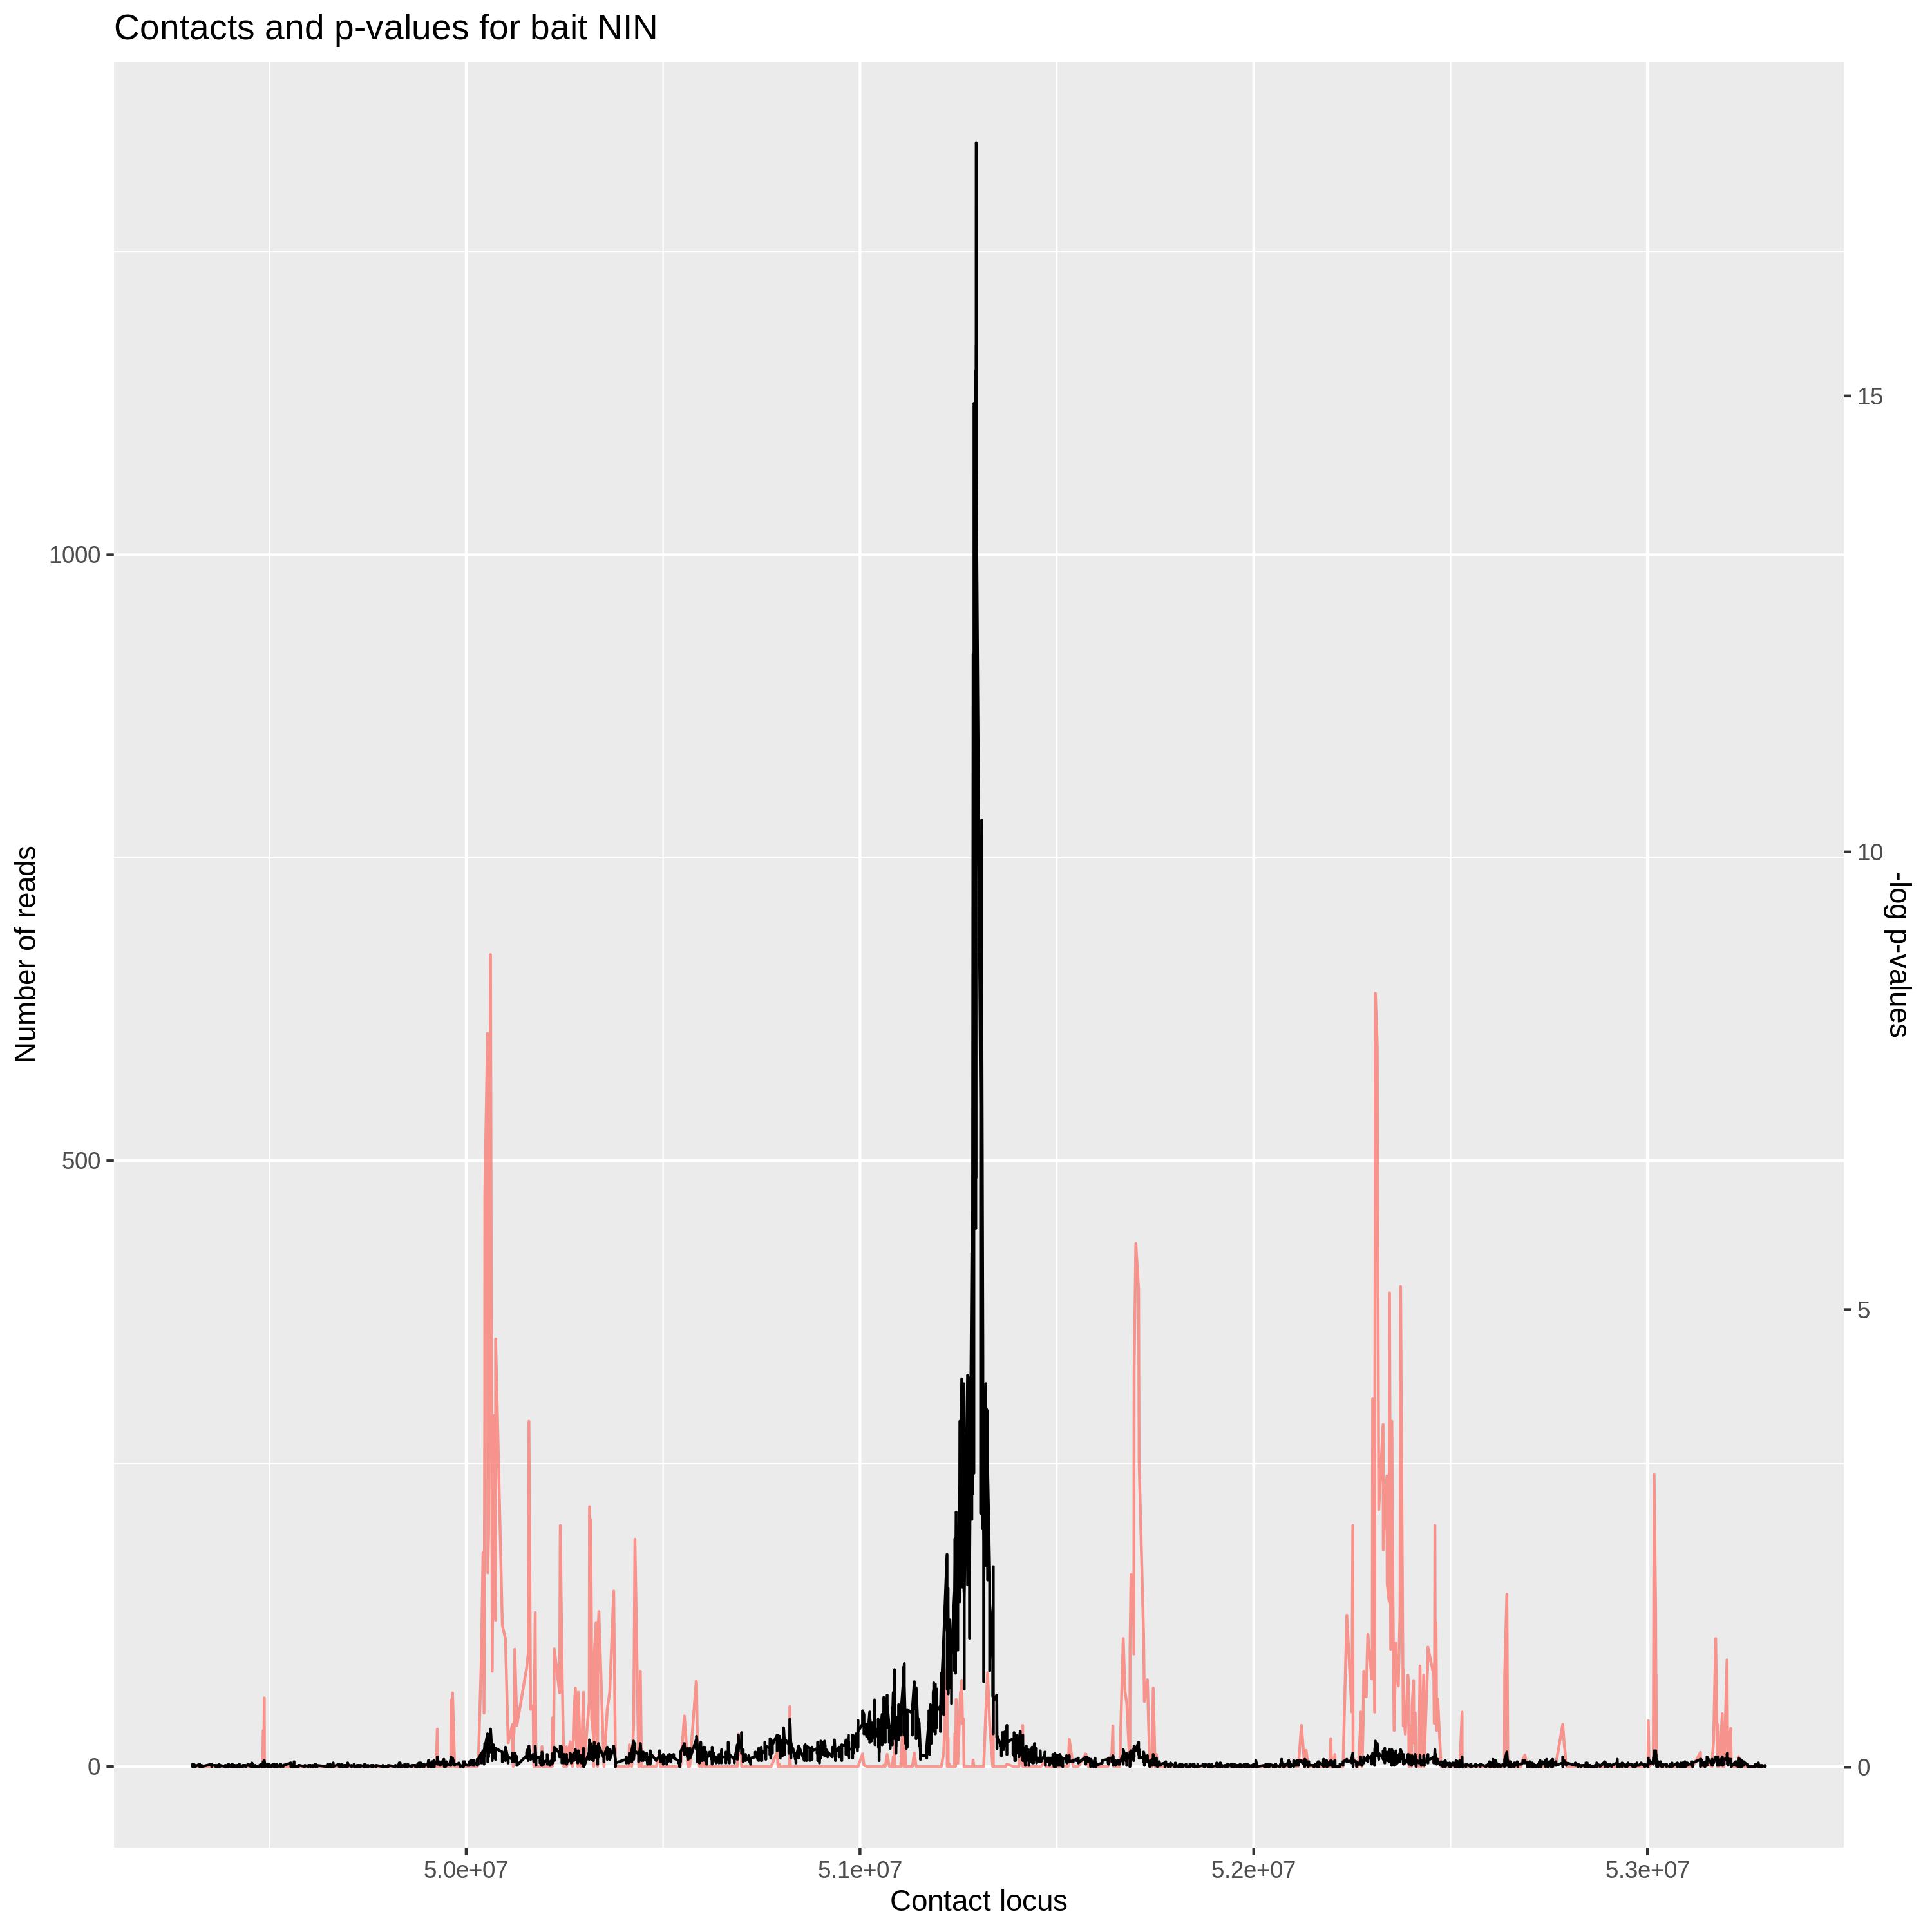 Contacts and p-values for bait NIN
1000
500
0
Number of reads
15
10
5
0
-log p-values
5.0e+07
5.1e+07
5.2e+07
5.3e+07
Contact locus